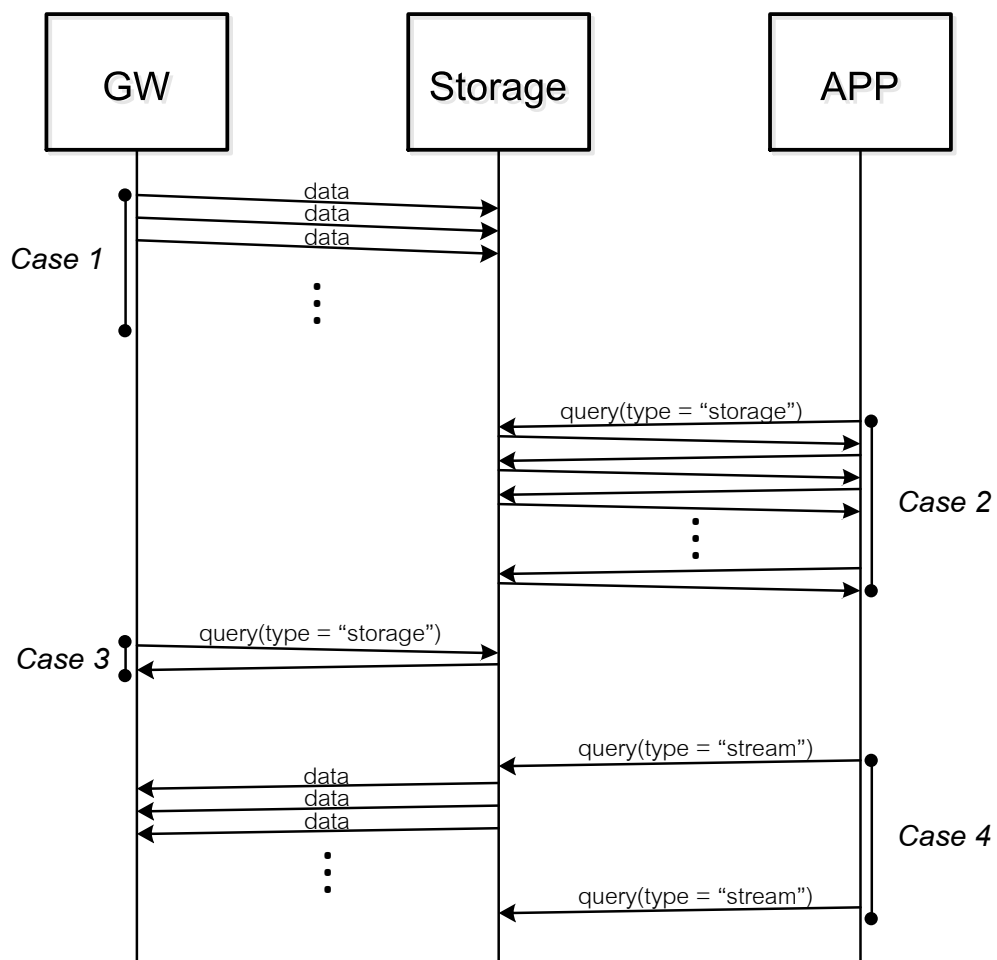 GW
Storage
APP
data
data
data
Case 1
query(type = “storage”)
Case 2
query(type = “storage”)
Case 3
query(type = “stream”)
data
data
data
Case 4
query(type = “stream”)